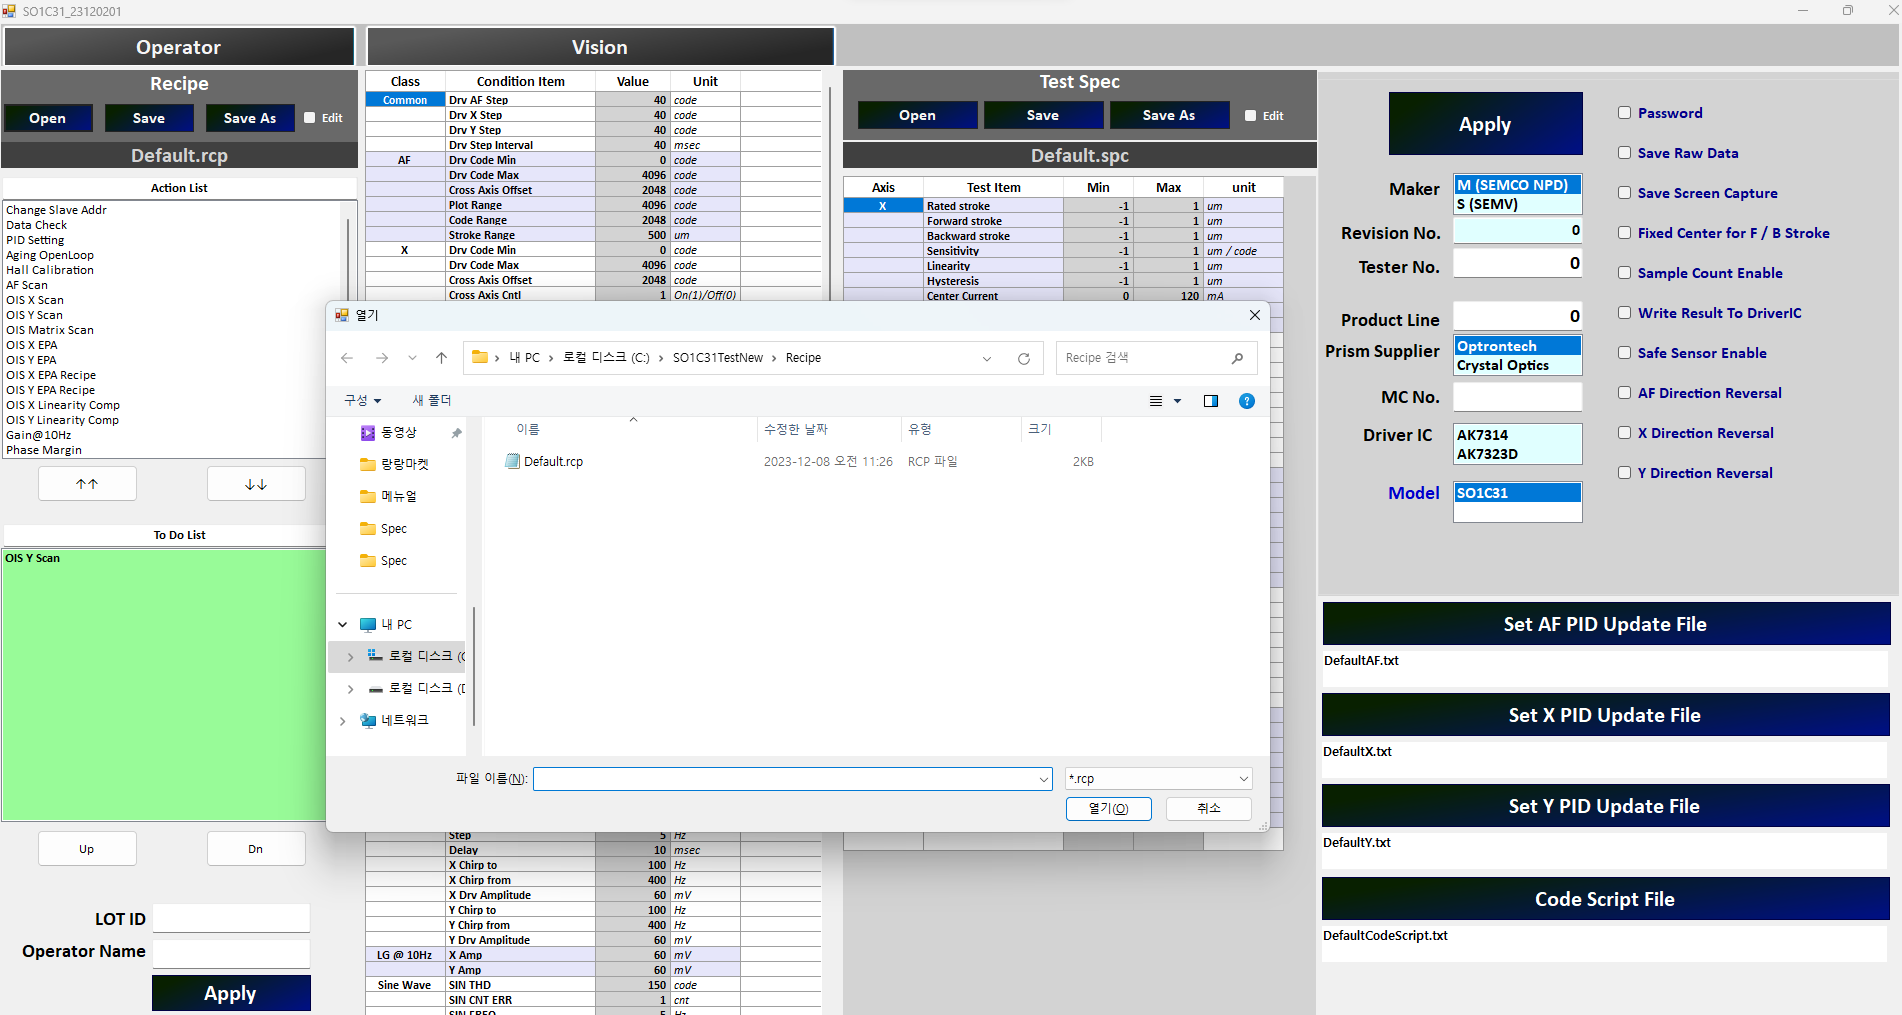 SO1C31_23120201
Operator
Vision
Recipe
Open
Save
Save As
Edit
Default.rcp
Action List
Change Slave Addr
Data Check
PID Setting
Aging OpenLoop
Hall Calibration
AF Scan
OIS X Scan
OIS Y Scan
OIS Matrix Scan
OIS X EPA
OIS Y EPA
OIS X EPA Recipe
OIS Y EPA Recipe
OIS X Linearity Comp
OIS Y Linearity Comp
Gain@10Hz
Phase Margin
↑↑
↓↓
To Do List
OIS Y Scan
Up
Dn
LOT ID
Operator Name
Apply
Class Condition Item Value Unit
Common Drv AF Step 40 code
Drv X Step 40 code
Drv Y Step 40 code
Drv Step Interval 40 msec
AF Drv Code Min 0 code
Drv Code Max 4096 code
Cross Axis Offset 2048 code
Plot Range 4096 code
Code Range 2048 code
Stroke Range 500 um
X Drv Code Min 0 code
Drv Code Max 4096 code
Cross Axis Offset 2048 code
Cross Axis Cntl 1 On(1)/Off(0)
Step 5 Hz
Delay 10 msec
X Chirp to 100 Hz
X Chirp from 400 Hz
X Drv Amplitude 60 mV
Y Chirp to 100 Hz
Y Chirp from 400 Hz
Y Drv Amplitude 60 mV
LG @ 10Hz X Amp 60 mV
Y Amp 60 mV
Sine Wave SIN THD 150 code
SIN CNT ERR 1 cnt
SIN FREQ 5 Hz
Test Spec
Open
Save
Save As
Edit
Default.spc
Axis Test Item Min Max unit
X Rated stroke -1 1 um
Forward stroke -1 1 um
Backward stroke -1 1 um
Sensitivity -1 1 um / code
Linearity -1 1 um
Hysteresis -1 1 um
Center Current 0 120 mA
열기
내 PC > 로컬 디스크 (C:) > SO1C31TestNew > Recipe
Recipe 검색
구성
새 폴더
동영상
랑랑마켓
메뉴얼
Spec
Spec
내 PC
로컬 디스크 (C
로컬 디스크 (D
네트워크
이름 수정한 날짜 유형 크기
Default.rcp 2023-12-08 오전 11:26 RCP 파일 2KB
파일 이름(N):
*.rcp
열기(O)
취소
Apply
Maker
M (SEMCO NPD)
S (SEMV)
Revision No. 0
Tester No. 0
Product Line 0
Prism Supplier
Optrontech
Crystal Optics
MC No.
Driver IC
AK7314
AK7323D
Model
SO1C31
Password
Save Raw Data
Save Screen Capture
Fixed Center for F / B Stroke
Sample Count Enable
Write Result To DriverIC
Safe Sensor Enable
AF Direction Reversal
X Direction Reversal
Y Direction Reversal
Set AF PID Update File
DefaultAF.txt
Set X PID Update File
DefaultX.txt
Set Y PID Update File
DefaultY.txt
Code Script File
DefaultCodeScript.txt